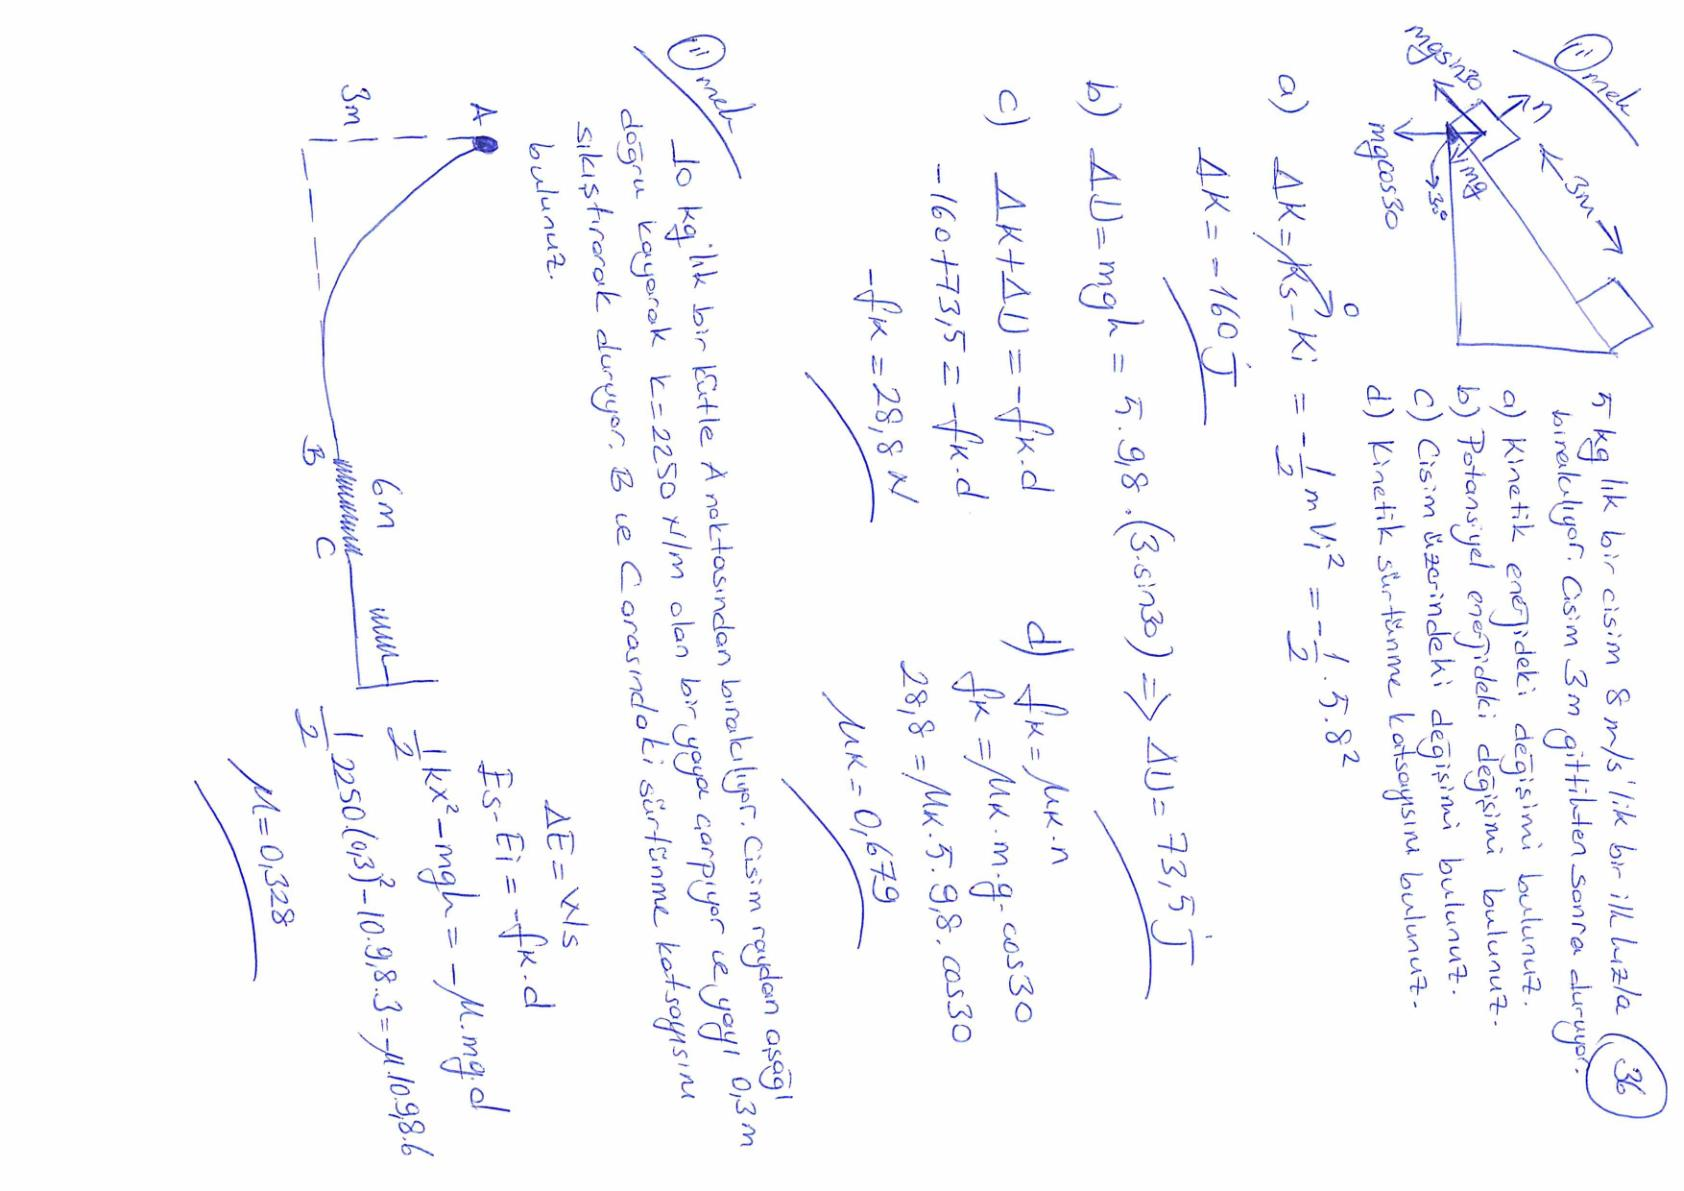 36
Örnek
n
3m
mgsin30
mg
30°
mgcos30
5 kg lık bir cisim 8 m/s'lik bir ilk hızla
bırakılıyor. Cisim 3m gittikten sonra duruyor.
a) Kinetik enerjideki değişimi bulunuz.
b) Potansiyel enerjideki değişimi bulunuz.
c) Cisim üzerindeki değişimi bulunuz.
d) Kinetik sürtünme katsayısını bulunuz.
a) ΔK = Ks - Ki = -1/2 mVi² = -1/2 . 5.8²
0
ΔK = -160 J
b) ΔU = mgh = 5.9,8.(3.sin30) => ΔU = 73,5 J
c) ΔK+ΔU = -fk.d
-160+73,5 = -fk.d
-fk = 28,8 N
d) fk = μk.n
fk = μk.m.g.cos30
28,8 = μk.5.9,8.cos30
μk = 0,679
Örnek
10 kg'lık bir kütle A noktasından bırakılıyor. Cisim raydan aşağı
doğru kayarak k=2250 N/m olan bir yaya çarpıyor ve yayı 0,3 m
sıkıştırarak duruyor. B ve C arasındaki sürtünme katsayısını
bulunuz.
A
3m
B
6m
C
ΔE = Ws
Es-Ei = -fk.d
1/2 kx² - mgh = -μ.mg.d
1/2 2250.(0,3)² - 10.9,8.3 = -μ.10.9,8.6
μ = 0,328